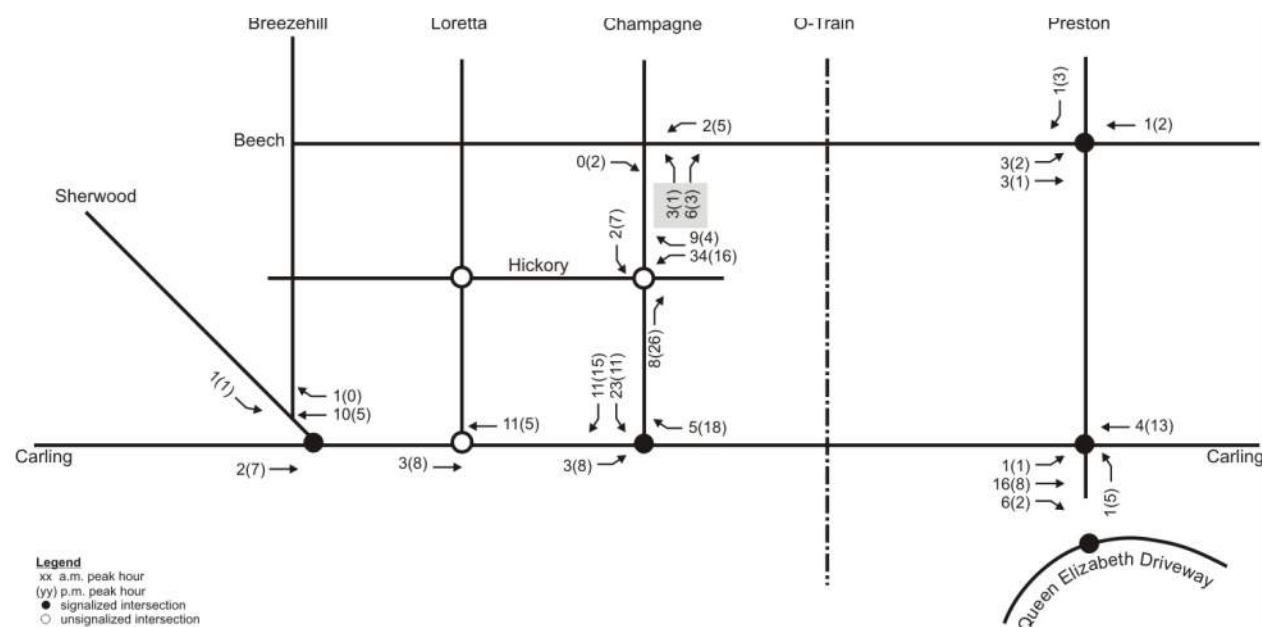 Breezehill
Loretta
Champagne
O-Train
Preston
1(3)
2(5)
1(2)
Beech
0(2)
3(2)
3(1)
3(1)
6(3)
Sherwood
2(7)
9(4)
34(16)
Hickory
8(26)
11(15)
23(11)
1(1)
1(0)
10(5)
11(5)
5(18)
4(13)
Carling
2(7)
3(8)
3(8)
1(1)
16(8)
6(2)
1(5)
Carling
Queen Elizabeth Driveway
Legend
xx a.m. peak hour
(yy) p.m. peak hour
signalized intersection
unsignalized intersection